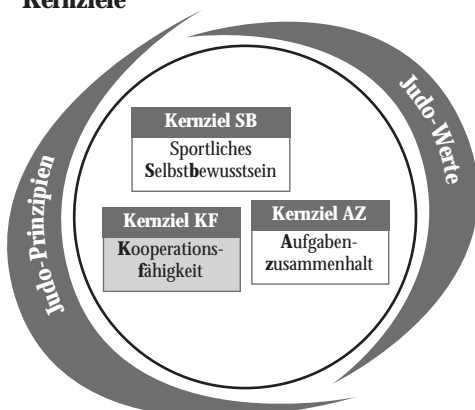 Kernziele
Judo-Werte
Kernziel SB
Sportliches
Selbstbewusstsein
Judo-Prinzipien
Kernziel KF
Kooperations-
fähigkeit
Kernziel AZ
Aufgaben-
zusammenhalt